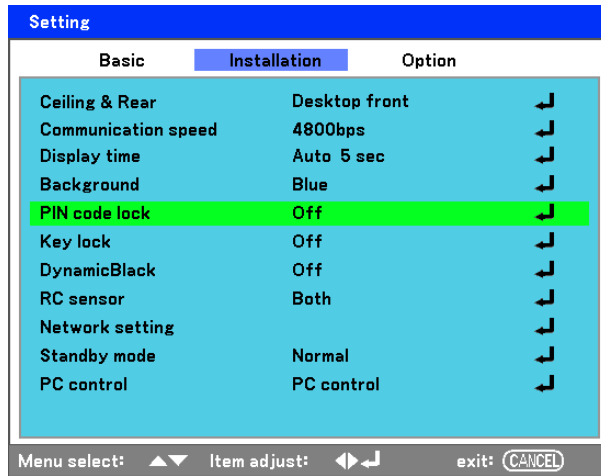 Setting
Basic Installation Option
Ceiling & Rear Desktop front
Communication speed 4800bps
Display time Auto 5 sec
Background Blue
PIN code lock Off
Key lock Off
DynamicBlack Off
RC sensor Both
Network setting
Standby mode Normal
PC control PC control
Menu select: ▲▼ Item adjust: ◀▶↵ exit: CANCEL